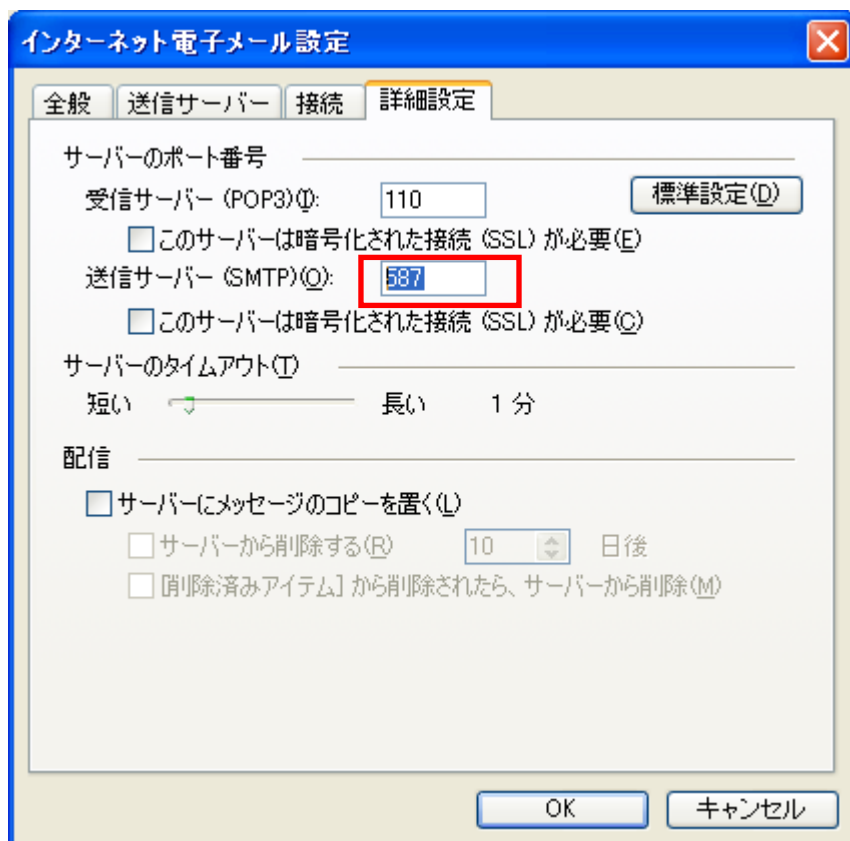 インターネット電子メール設定
全般 送信サーバー 接続 詳細設定
サーバーのポート番号
受信サーバー (POP3)(I): 110 標準設定(D)
このサーバーは暗号化された接続 (SSL) が必要(E)
送信サーバー (SMTP)(O): 587
このサーバーは暗号化された接続 (SSL) が必要(C)
サーバーのタイムアウト(T)
短い 長い 1 分
配信
サーバーにメッセージのコピーを置く(L)
サーバーから削除する(R) 10 日後
[削除済みアイテム] から削除されたら、サーバーから削除(M)
OK キャンセル